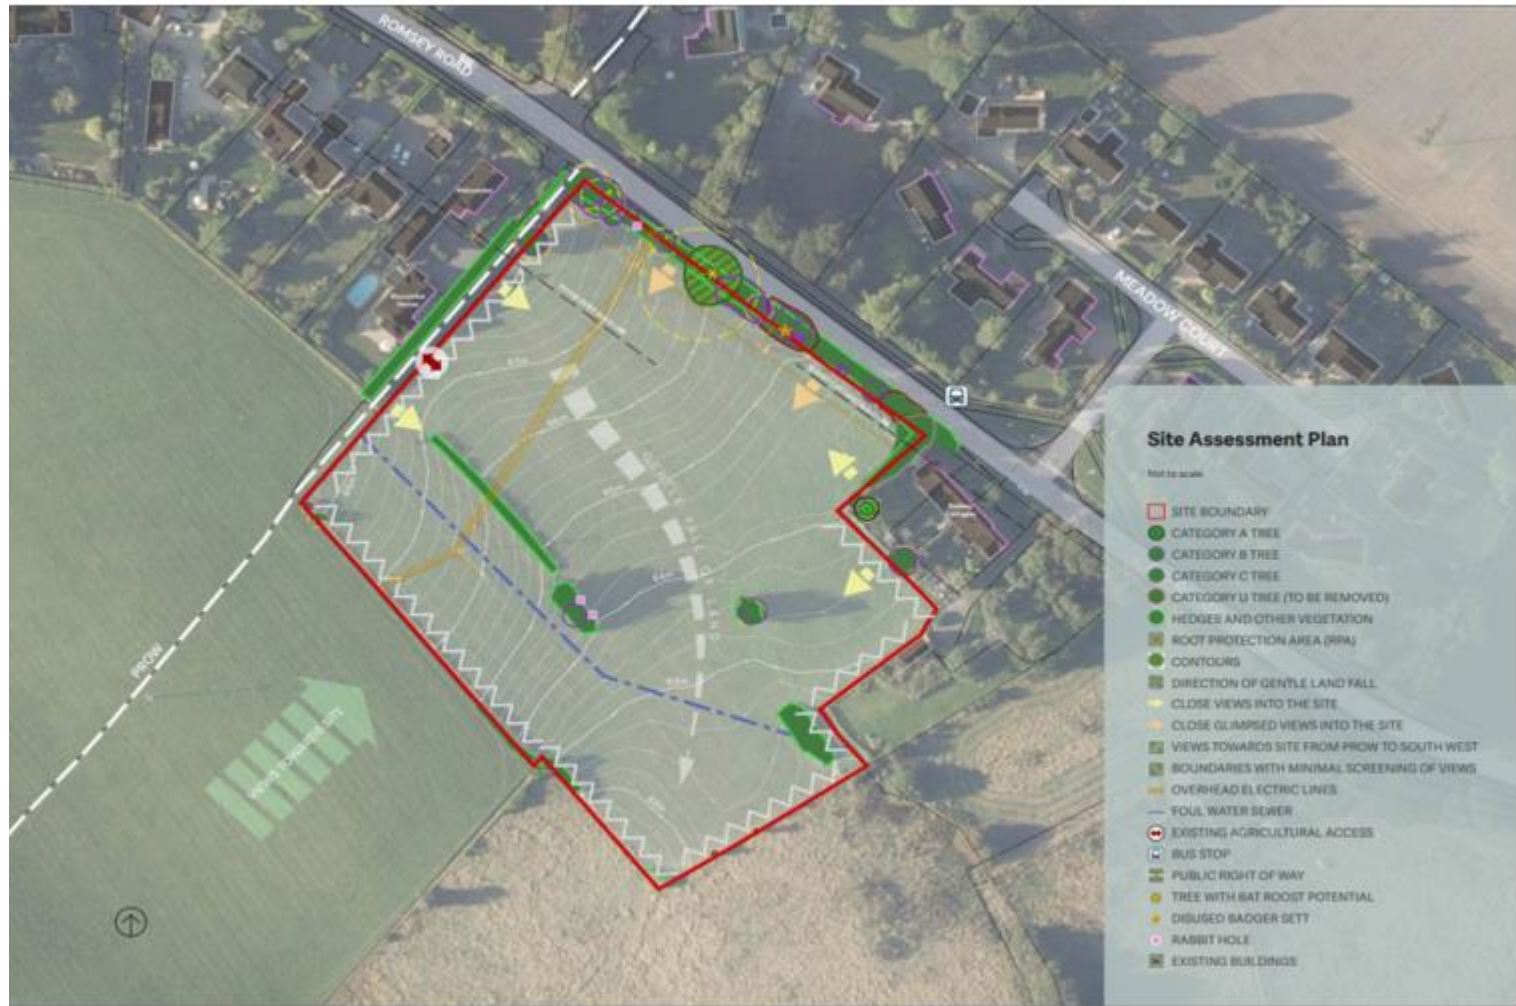 ROMSEY ROAD
MEADOW COURT
PROW
VIEWS TOWARDS SITE
Site Assessment Plan
Not to scale
SITE BOUNDARY
CATEGORY A TREE
CATEGORY B TREE
CATEGORY C TREE
CATEGORY U TREE (TO BE REMOVED)
HEDGES AND OTHER VEGETATION
ROOT PROTECTION AREA (RPA)
CONTOURS
DIRECTION OF GENTLE LAND FALL
CLOSE VIEWS INTO THE SITE
CLOSE GLIMPSED VIEWS INTO THE SITE
VIEWS TOWARDS SITE FROM PROW TO SOUTH WEST
BOUNDARIES WITH MINIMAL SCREENING OF VIEWS
OVERHEAD ELECTRIC LINES
FOUL WATER SEWER
EXISTING AGRICULTURAL ACCESS
BUS STOP
PUBLIC RIGHT OF WAY
TREE WITH BAT ROOST POTENTIAL
DISUSED BADGER SETT
RABBIT HOLE
EXISTING BUILDINGS